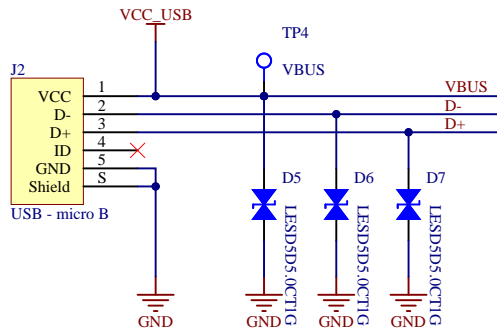 VCC_USB
TP4
VBUS
J2
VCC 1 VBUS
D- 2 D-
D+ 3 D+
ID 4
GND 5
Shield S
USB - micro B
D5 D6 D7
LESD5D5.0CT1G
LESD5D5.0CT1G
LESD5D5.0CT1G
GND GND GND GND